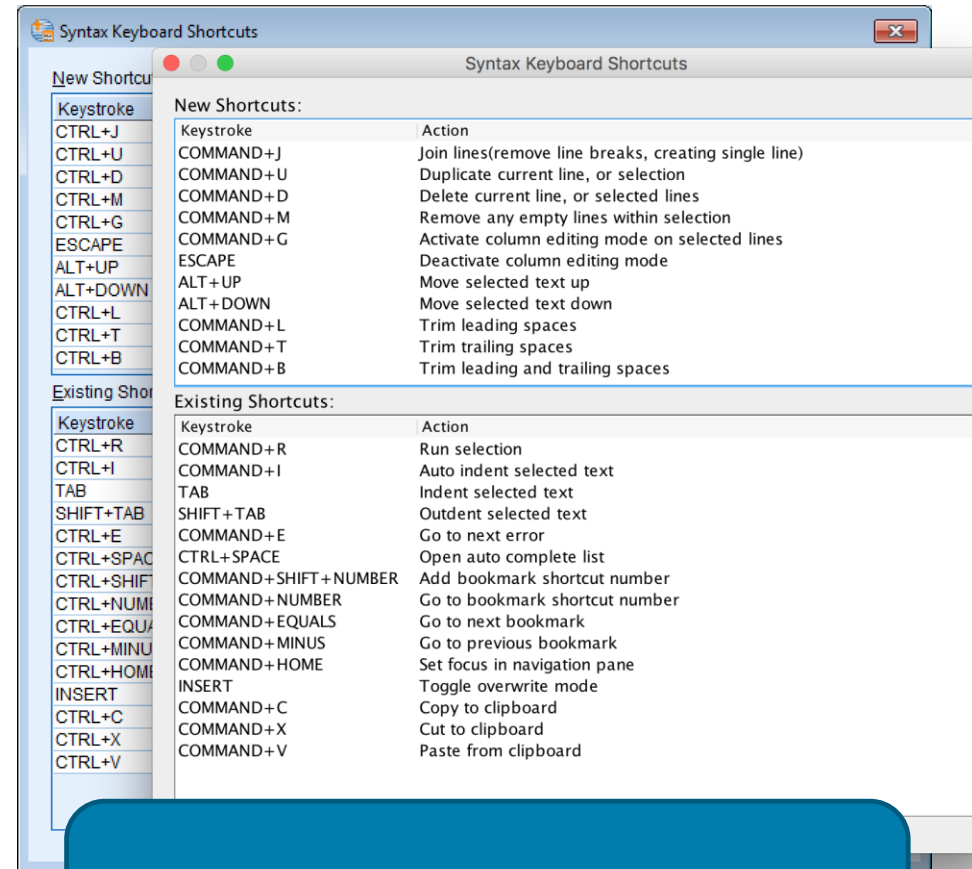 Syntax Keyboard Shortcuts
New
Keystroke
CTRL+J
CTRL+U
CTRL+D
CTRL+M
CTRL+G
ESCAPE
ALT+UP
ALT+DOWN
CTRL+L
CTRL+T
CTRL+B
Existing
Keystroke
CTRL+R
CTRL+I
TAB
SHIFT+TAB
CTRL+E
CTRL+SPAC
CTRL+SHIF
CTRL+NUM
CTRL+EQU
CTRL+MINU
CTRL+HOM
INSERT
CTRL+C
CTRL+X
CTRL+V
Syntax Keyboard Shortcuts
New Shortcuts:
Keystroke Action
COMMAND+J Join lines(remove line breaks, creating single line)
COMMAND+U Duplicate current line, or selection
COMMAND+D Delete current line, or selected lines
COMMAND+M Remove any empty lines within selection
COMMAND+G Activate column editing mode on selected lines
ESCAPE Deactivate column editing mode
ALT+UP Move selected text up
ALT+DOWN Move selected text down
COMMAND+L Trim leading spaces
COMMAND+T Trim trailing spaces
COMMAND+B Trim leading and trailing spaces
Existing Shortcuts:
Keystroke Action
COMMAND+R Run selection
COMMAND+I Auto indent selected text
TAB Indent selected text
SHIFT+TAB Outdent selected text
COMMAND+E Go to next error
CTRL+SPACE Open auto complete list
COMMAND+SHIFT+NUMBER Add bookmark shortcut number
COMMAND+NUMBER Go to bookmark shortcut number
COMMAND+EQUALS Go to next bookmark
COMMAND+MINUS Go to previous bookmark
COMMAND+HOME Set focus in navigation pane
INSERT Toggle overwrite mode
COMMAND+C Copy to clipboard
COMMAND+X Cut to clipboard
COMMAND+V Paste from clipboard